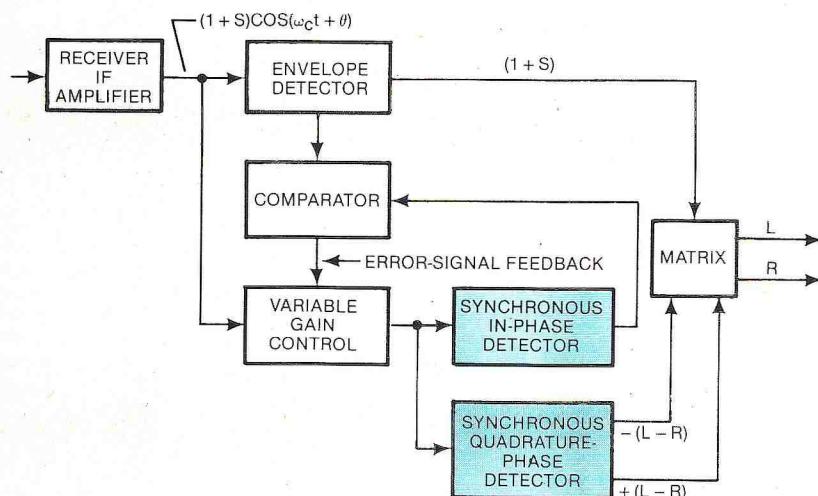 (1+S)COS(ωct+θ)
RECEIVER
IF
AMPLIFIER
ENVELOPE
DETECTOR
(1+S)
COMPARATOR
ERROR-SIGNAL FEEDBACK
VARIABLE
GAIN
CONTROL
SYNCHRONOUS
IN-PHASE
DETECTOR
MATRIX
L
R
SYNCHRONOUS
QUADRATURE-
PHASE
DETECTOR
-(L-R)
+(L-R)